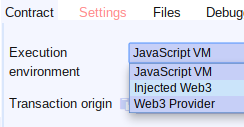 Contract Settings Files Debug
Execution environment
JavaScript VM
JavaScript VM
Injected Web3
Web3 Provider
Transaction origin